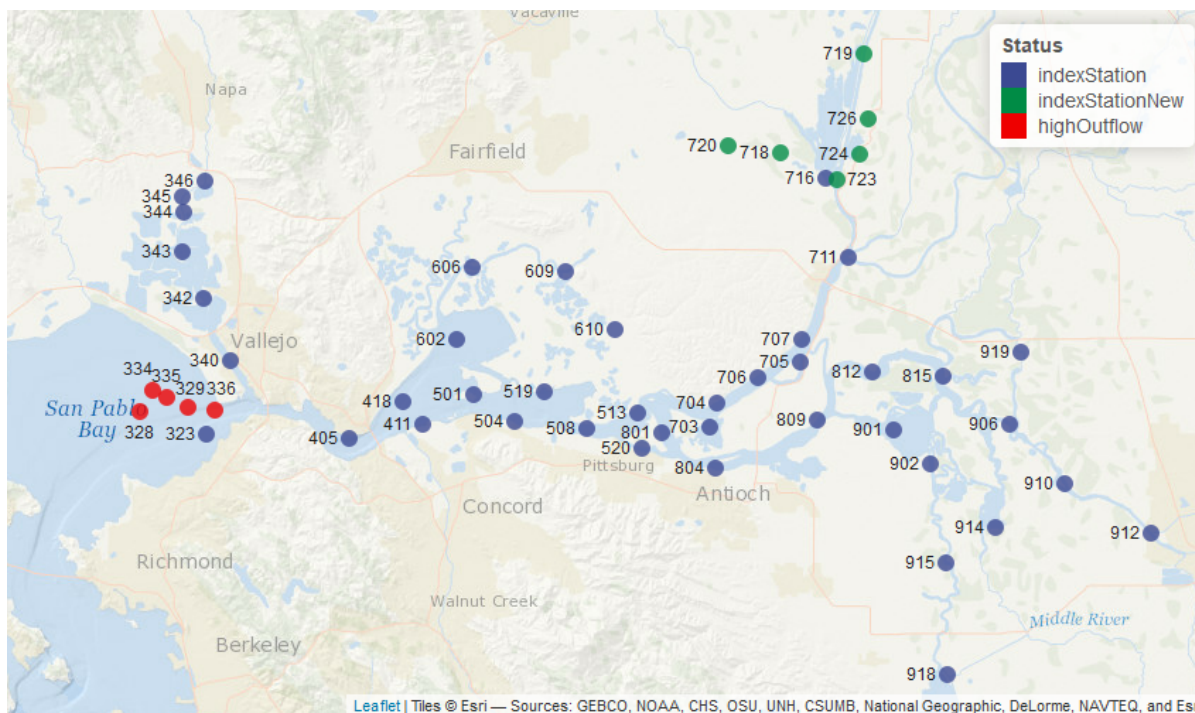 Vacaville
Status
indexStation
indexStationNew
highOutflow
719
Napa
726
Fairfield
720
718
724
716
723
346
345
344
343
711
606
609
342
610
602
707
Vallejo
340
705
919
334
335
329
336
706
812
815
501
519
418
704
San Pablo
Bay
328
323
411
504
513
508
801
703
809
901
906
405
520
Pittsburg
804
902
Antioch
910
Concord
914
912
Richmond
915
Walnut Creek
Middle River
Berkeley
918
Leaflet | Tiles © Esri — Sources: GEBCO, NOAA, CHS, OSU, UNH, CSUMB, National Geographic, DeLorme, NAVTEQ, and Esr